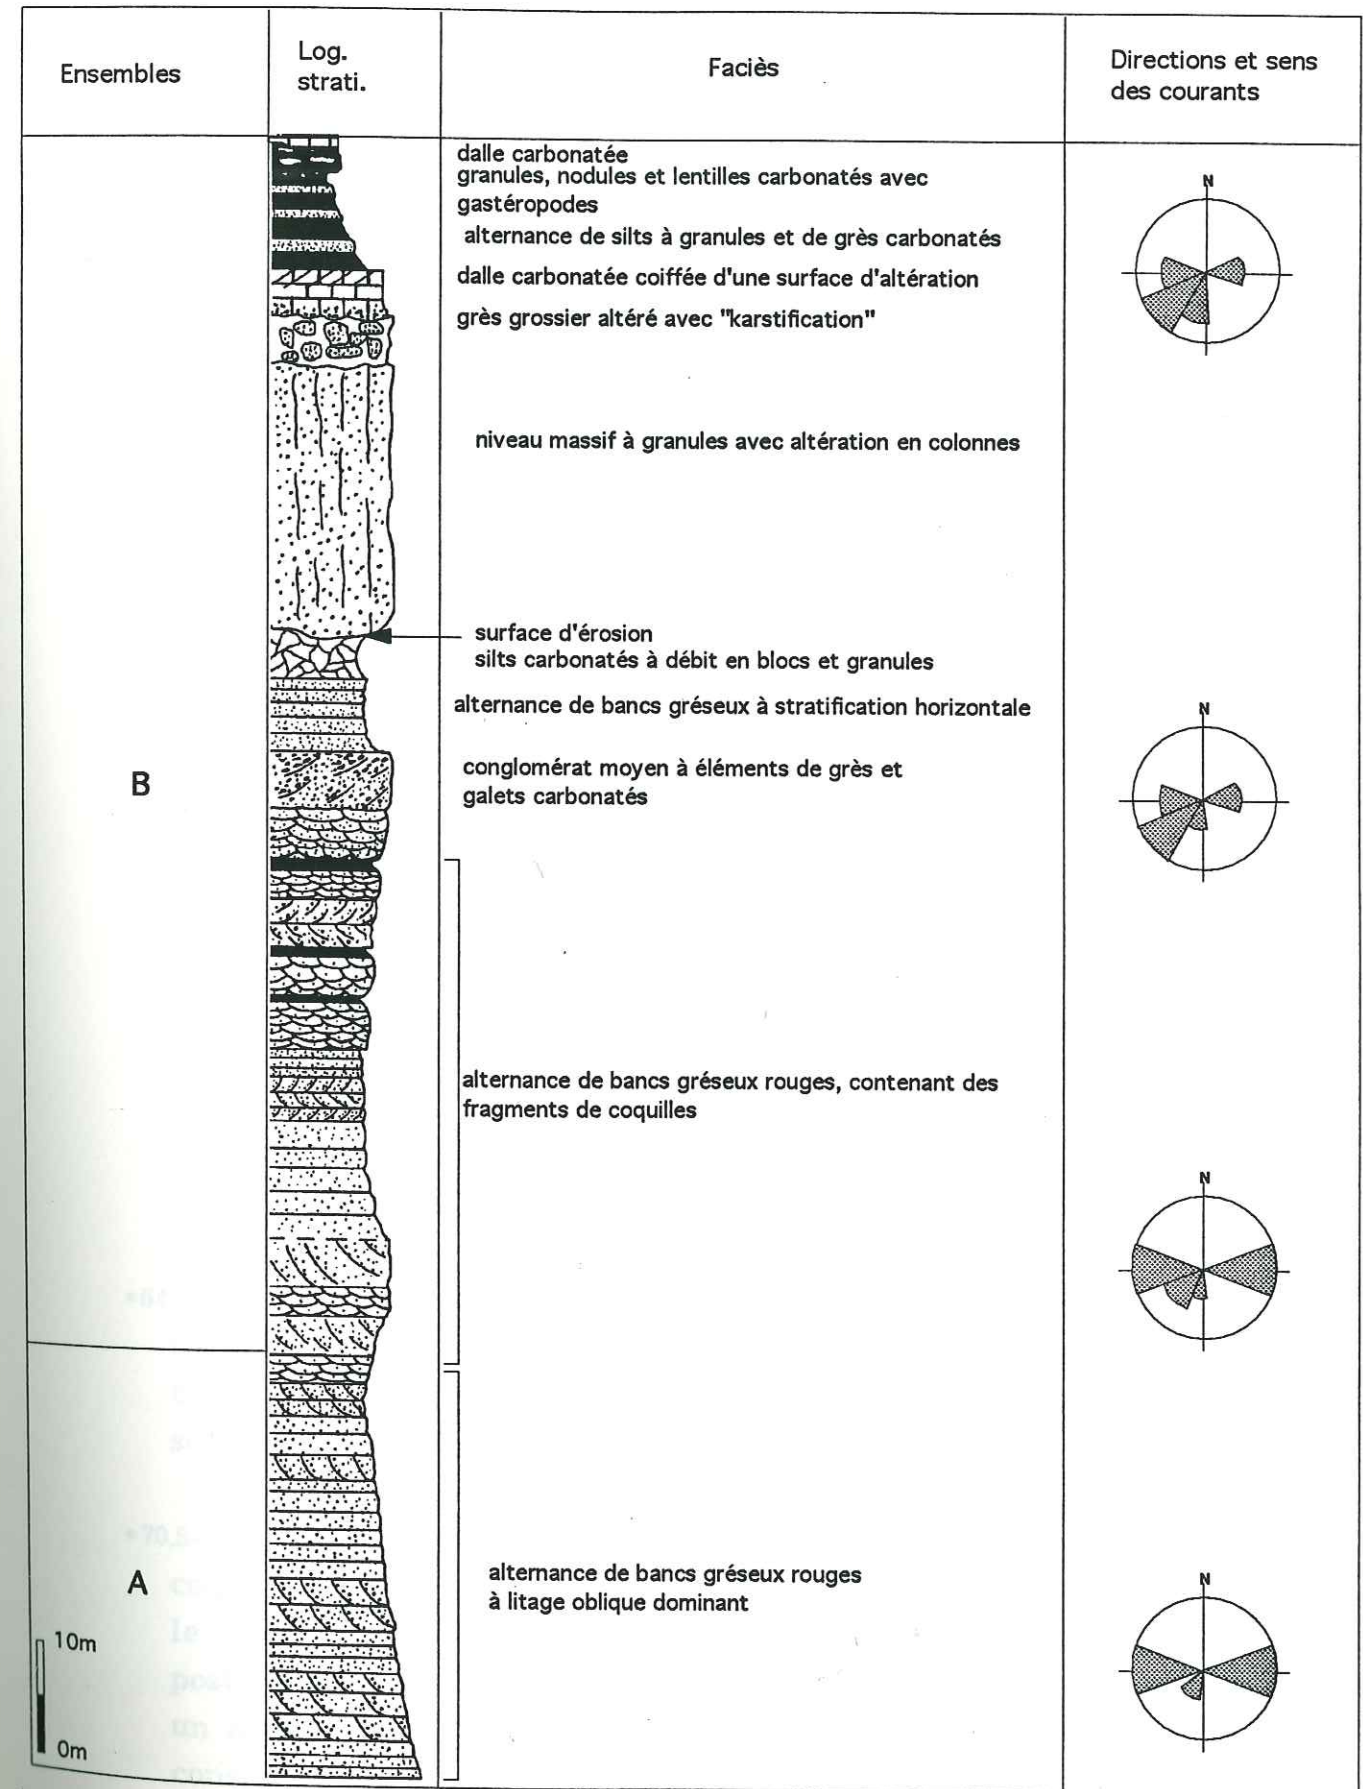 Ensembles
Log.
strati.
Faciès
Directions et sens
des courants
dalle carbonatée
granules, nodules et lentilles carbonatés avec
gastéropodes
alternance de silts à granules et de grès carbonatés
dalle carbonatée coiffée d'une surface d'altération
grès grossier altéré avec "karstification"
niveau massif à granules avec altération en colonnes
surface d'érosion
silts carbonatés à débit en blocs et granules
alternance de bancs gréseux à stratification horizontale
conglomérat moyen à éléments de grès et
galets carbonatés
alternance de bancs gréseux rouges, contenant des
fragments de coquilles
alternance de bancs gréseux rouges
à litage oblique dominant
B
A
10m
0m
N
N
N
N